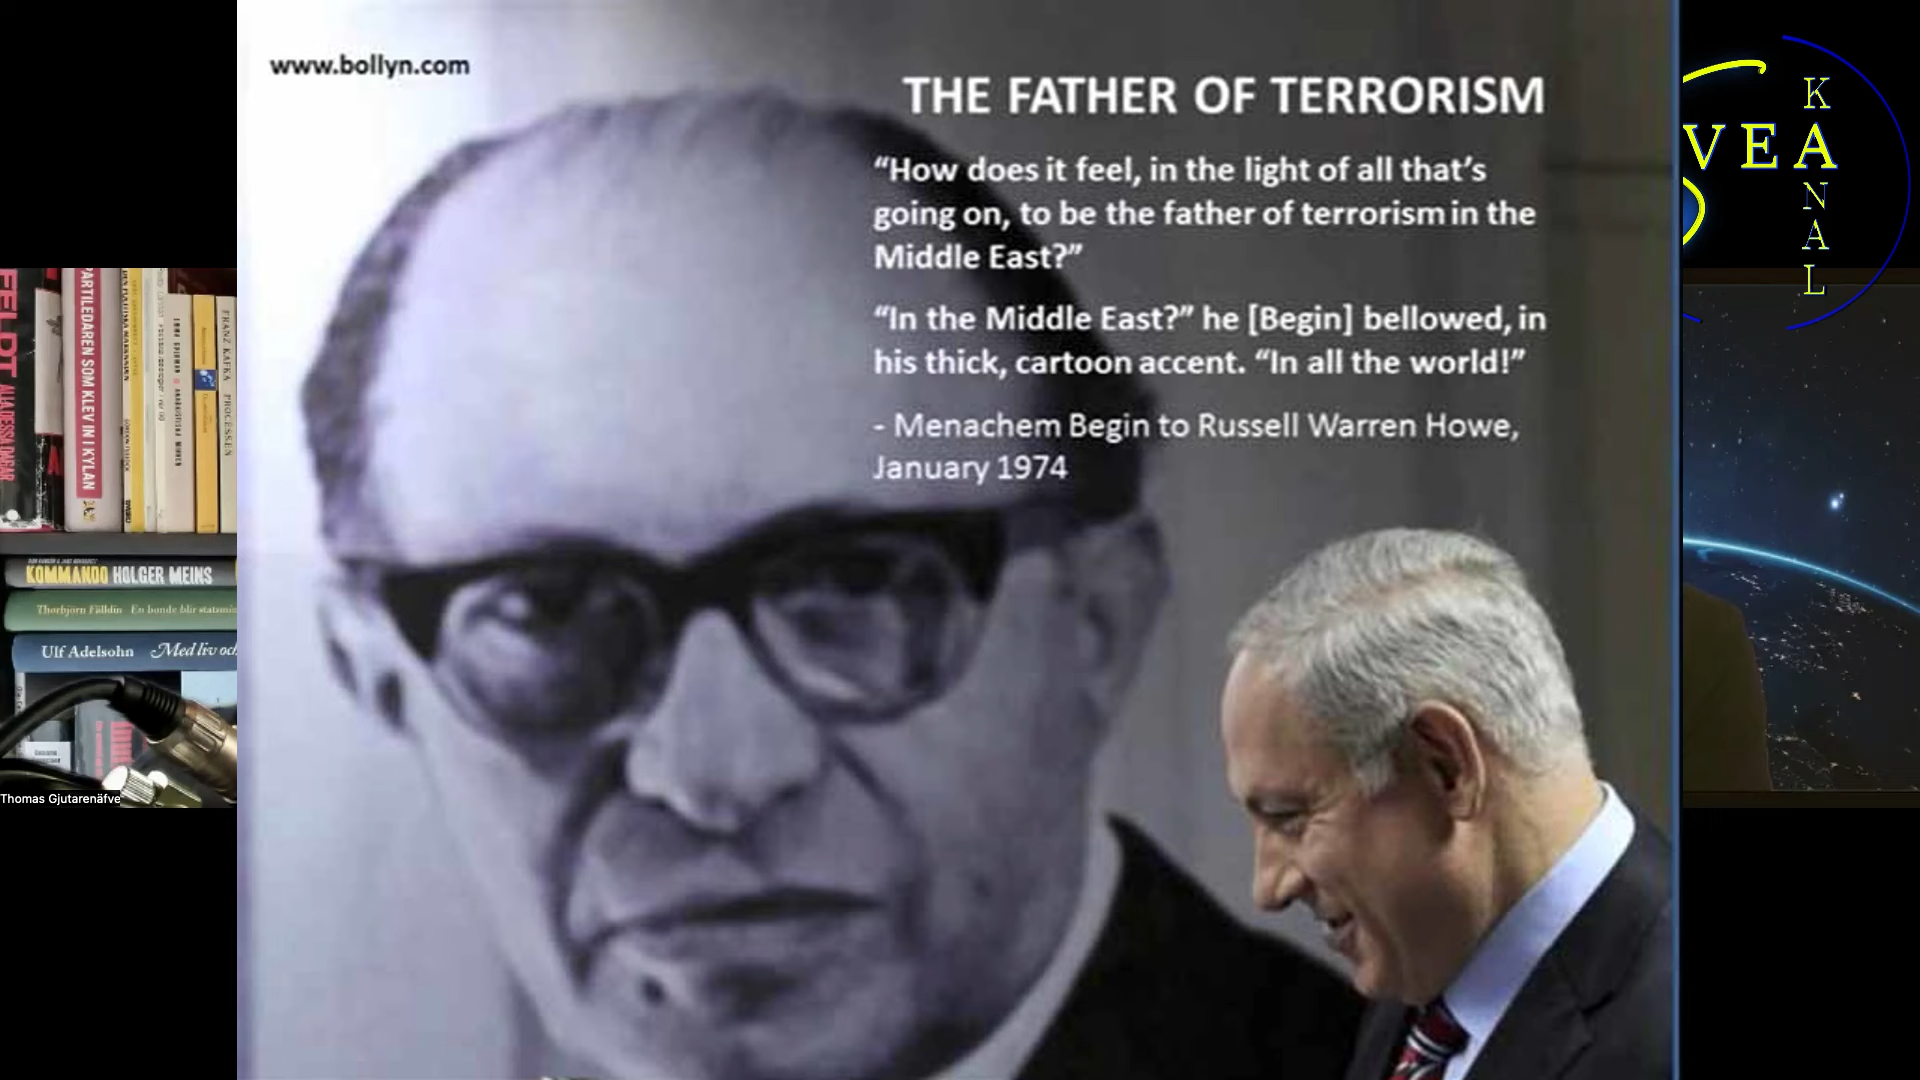 www.bollyn.com
THE FATHER OF TERRORISM
“How does it feel, in the light of all that’s
going on, to be the father of terrorism in the
Middle East?”
“In the Middle East?” he [Begin] bellowed, in
his thick, cartoon accent. “In all the world!”
- Menachem Begin to Russell Warren Howe,
January 1974
VEA
KANAL
FELDT ALLA DESSA DAGAR
PARTILEDAREN SOM KLEV IN I KYLAN
FRANZ KAFKA PROCESSEN
KOMMANDO HOLGER MEINS
Thorbjörn Fälldin En bonde blir statsmin
Ulf Adelsohn Med liv och
Thomas Gjutarenäfve